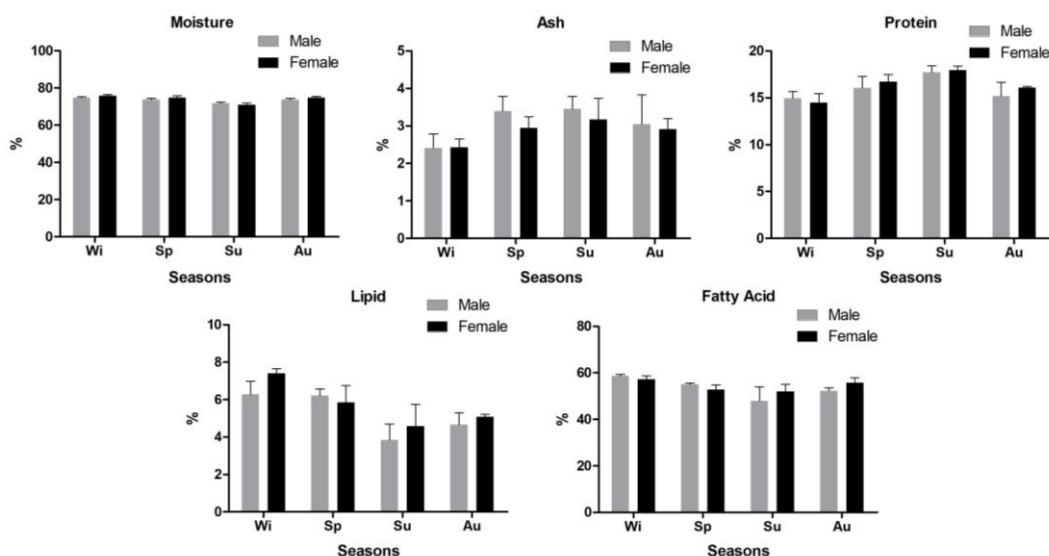 Moisture
Male
Female
100
80
60
40
20
0
%
Wi Sp Su Au
Seasons
Ash
Male
Female
5
4
3
2
1
0
%
Wi Sp Su Au
Seasons
Protein
Male
Female
20
15
10
5
0
%
Wi Sp Su Au
Seasons
Lipid
Male
Female
10
8
6
4
2
0
%
Wi Sp Su Au
Seasons
Fatty Acid
Male
Female
80
60
40
20
0
%
Wi Sp Su Au
Seasons